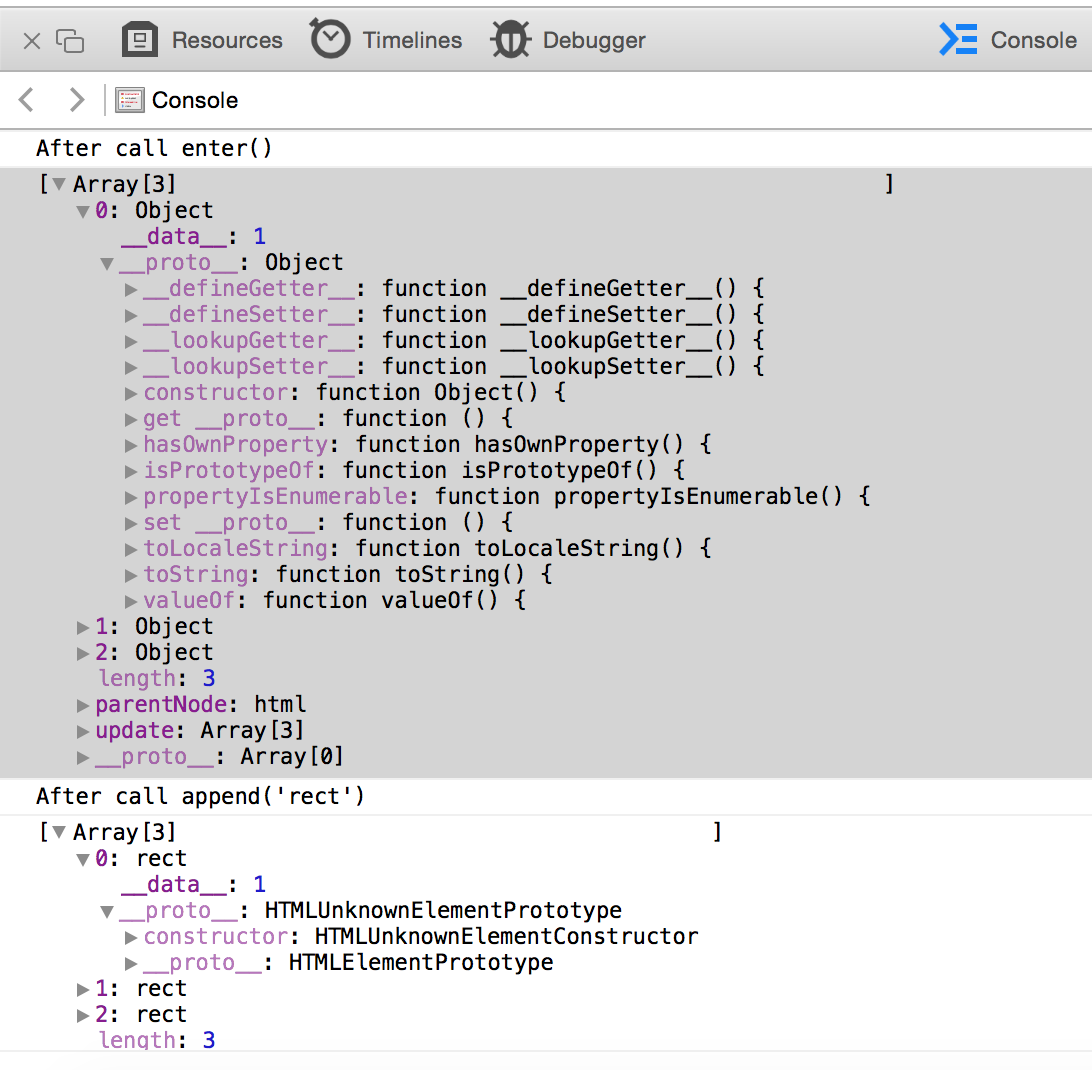 Resources Timelines Debugger Console
Console
After call enter()
[▼Array[3] ]
▼0: Object
__data__: 1
▼__proto__: Object
▶__defineGetter__: function __defineGetter__() {
▶__defineSetter__: function __defineSetter__() {
▶__lookupGetter__: function __lookupGetter__() {
▶__lookupSetter__: function __lookupSetter__() {
▶constructor: function Object() {
▶get __proto__: function () {
▶hasOwnProperty: function hasOwnProperty() {
▶isPrototypeOf: function isPrototypeOf() {
▶propertyIsEnumerable: function propertyIsEnumerable() {
▶set __proto__: function () {
▶toLocaleString: function toLocaleString() {
▶toString: function toString() {
▶valueOf: function valueOf() {
▶1: Object
▶2: Object
length: 3
▶parentNode: html
▶update: Array[3]
▶__proto__: Array[0]
After call append('rect')
[▼Array[3] ]
▼0: rect
__data__: 1
▼__proto__: HTMLUnknownElementPrototype
▶constructor: HTMLUnknownElementConstructor
▶__proto__: HTMLElementPrototype
▶1: rect
▶2: rect
length: 3